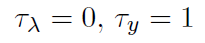 τ_λ = 0, τ_y = 1